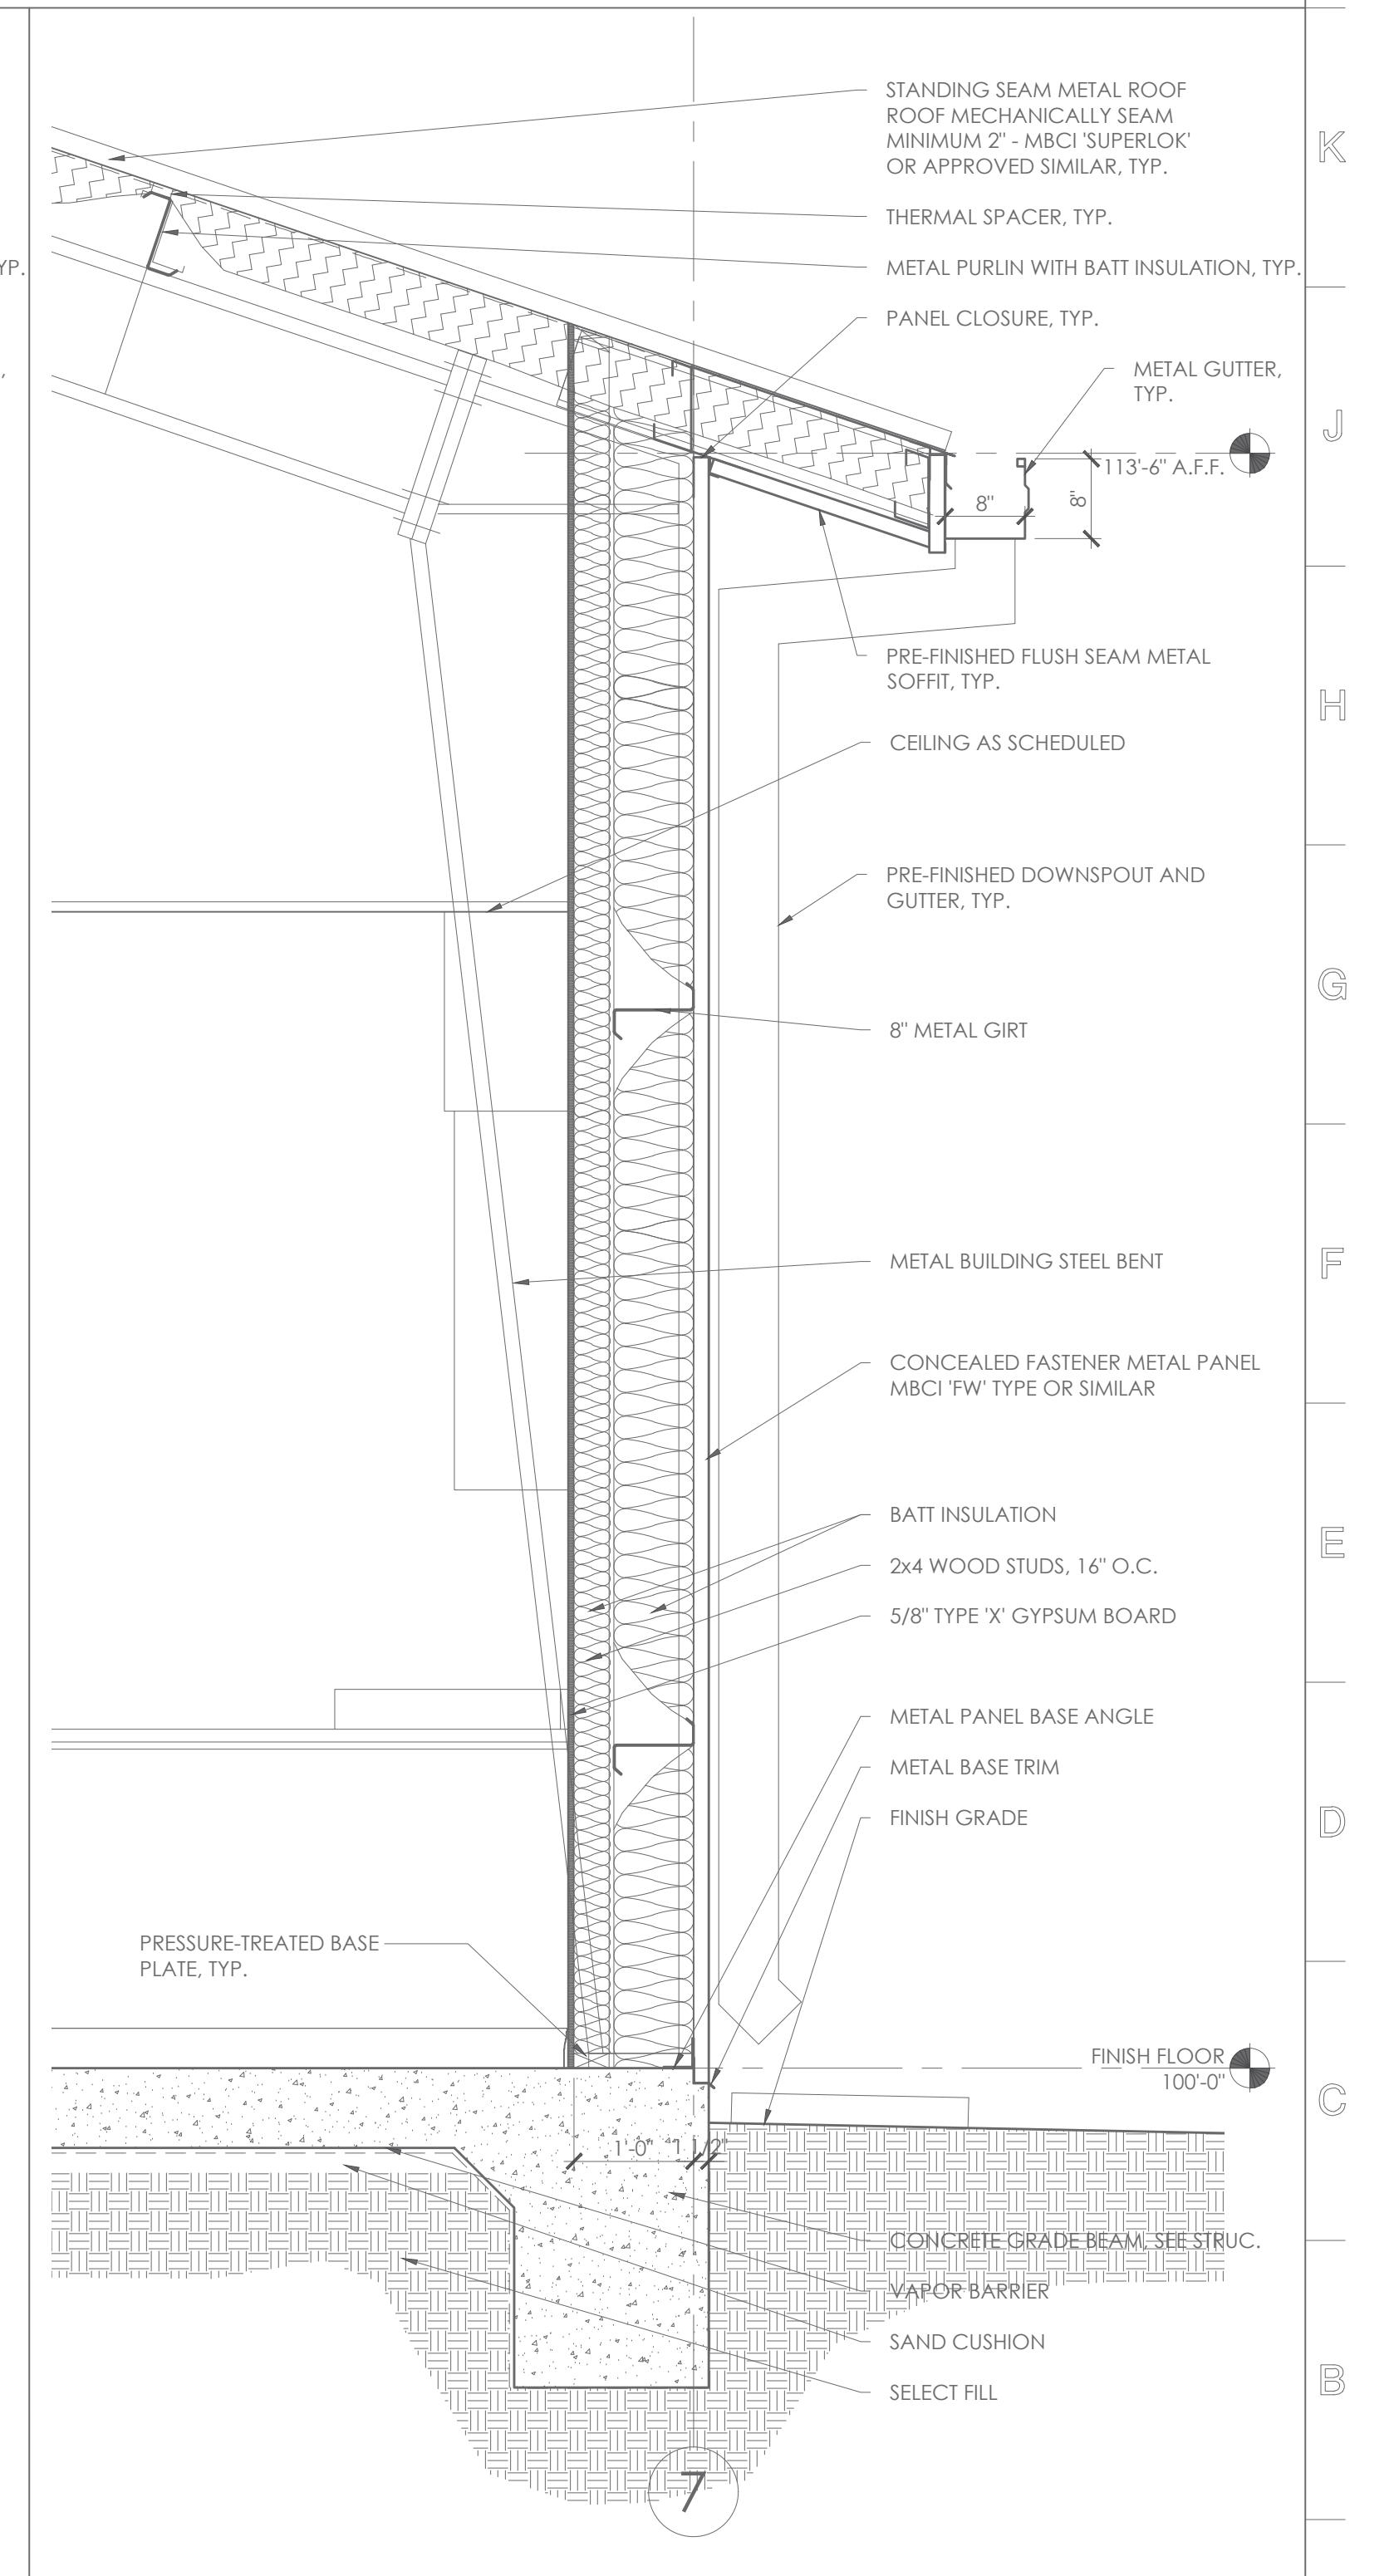 STANDING SEAM METAL ROOF
ROOF MECHANICALLY SEAM
MINIMUM 2" - MBCI 'SUPERLOK'
OR APPROVED SIMILAR, TYP.
K
THERMAL SPACER, TYP.
YP.
METAL PURLIN WITH BATT INSULATION, TYP.
PANEL CLOSURE, TYP.
,
METAL GUTTER,
TYP.
J
113'-6" A.F.F.
8"
8"
PRE-FINISHED FLUSH SEAM METAL
SOFFIT, TYP.
H
CEILING AS SCHEDULED
PRE-FINISHED DOWNSPOUT AND
GUTTER, TYP.
G
8" METAL GIRT
METAL BUILDING STEEL BENT
F
CONCEALED FASTENER METAL PANEL
MBCI 'FW' TYPE OR SIMILAR
BATT INSULATION
E
2x4 WOOD STUDS, 16" O.C.
5/8" TYPE 'X' GYPSUM BOARD
METAL PANEL BASE ANGLE
METAL BASE TRIM
FINISH GRADE
D
PRESSURE-TREATED BASE
PLATE, TYP.
FINISH FLOOR
100'-0"
C
1'-0"
1 1/2"
CONCRETE GRADE BEAM, SEE STRUC.
VAPOR BARRIER
SAND CUSHION
B
SELECT FILL
7